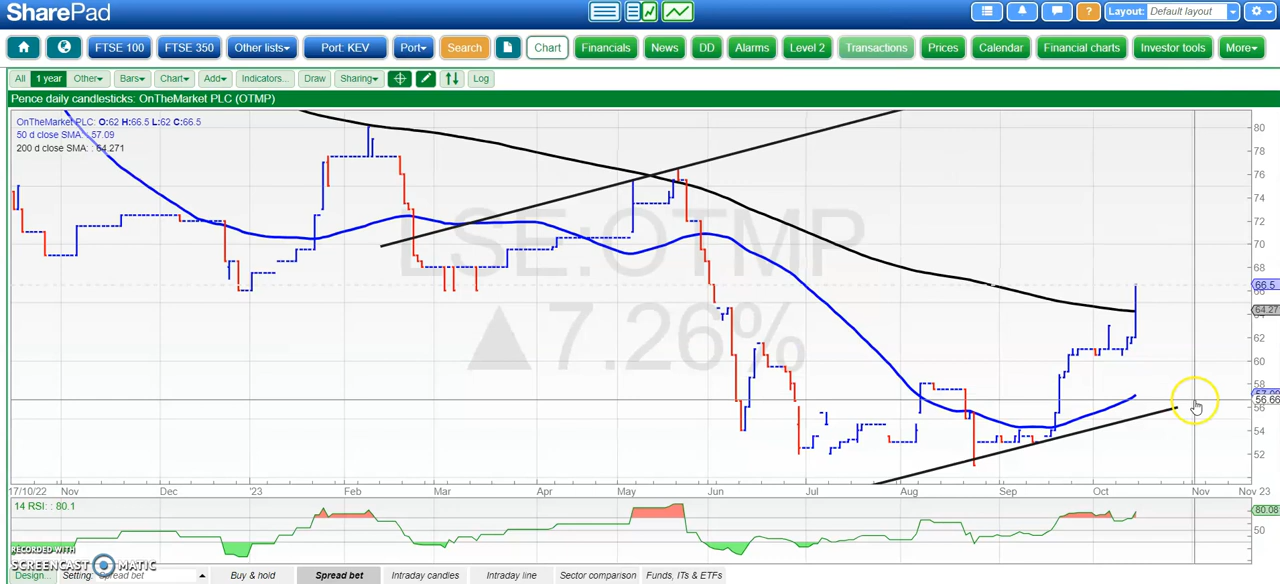 SharePad
Layout: Default layout
FTSE 100 FTSE 350 Other lists Port: KEV Port Search Chart Financials News DD Alarms Level 2 Transactions Prices Calendar Financial charts Investor tools More
All 1 year Other Bars Chart Add Indicators... Draw Sharing Log
Pence daily candlesticks: OnTheMarket PLC (OTMP)
OnTheMarket PLC: O:62 H:66.5 L:62 C:66.5
50 d close SMA: : 57.09
200 d close SMA: : 64.271
LSE:OTMP
▲7.26%
80
78
76
74
72
70
68
66.5
64.27
62
60
58
56.66
56
54
52
17/10/22 Nov Dec '23 Feb Mar Apr May Jun Jul Aug Sep Oct Nov Nov 23
14 RSI: : 80.1
80.08
50
RECORDED WITH
SCREENCAST MATIC
Design... Setting: Spread bet Buy & hold Spread bet Intraday candles Intraday line Sector comparison Funds, ITs & ETFs